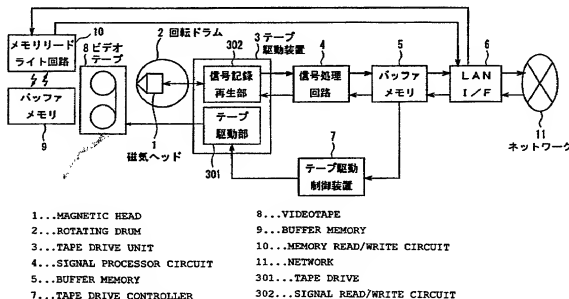 10
メモリリード
ライト回路
8 ビデオ
テープ
バッファ
メモリ
9
2 回転ドラム
1
磁気ヘッド
3 テープ
駆動装置
302
信号記録
再生部
テープ
駆動部
301
4
信号処理
回路
5
バッファ
メモリ
6
LAN
I/F
11
ネットワーク
7
テープ駆動
制御装置
1...MAGNETIC HEAD
2...ROTATING DRUM
3...TAPE DRIVE UNIT
4...SIGNAL PROCESSOR CIRCUIT
5...BUFFER MEMORY
7...TAPE DRIVE CONTROLLER
8...VIDEOTAPE
9...BUFFER MEMORY
10...MEMORY READ/WRITE CIRCUIT
11...NETWORK
301...TAPE DRIVE
302...SIGNAL READ/WRITE CIRCUIT